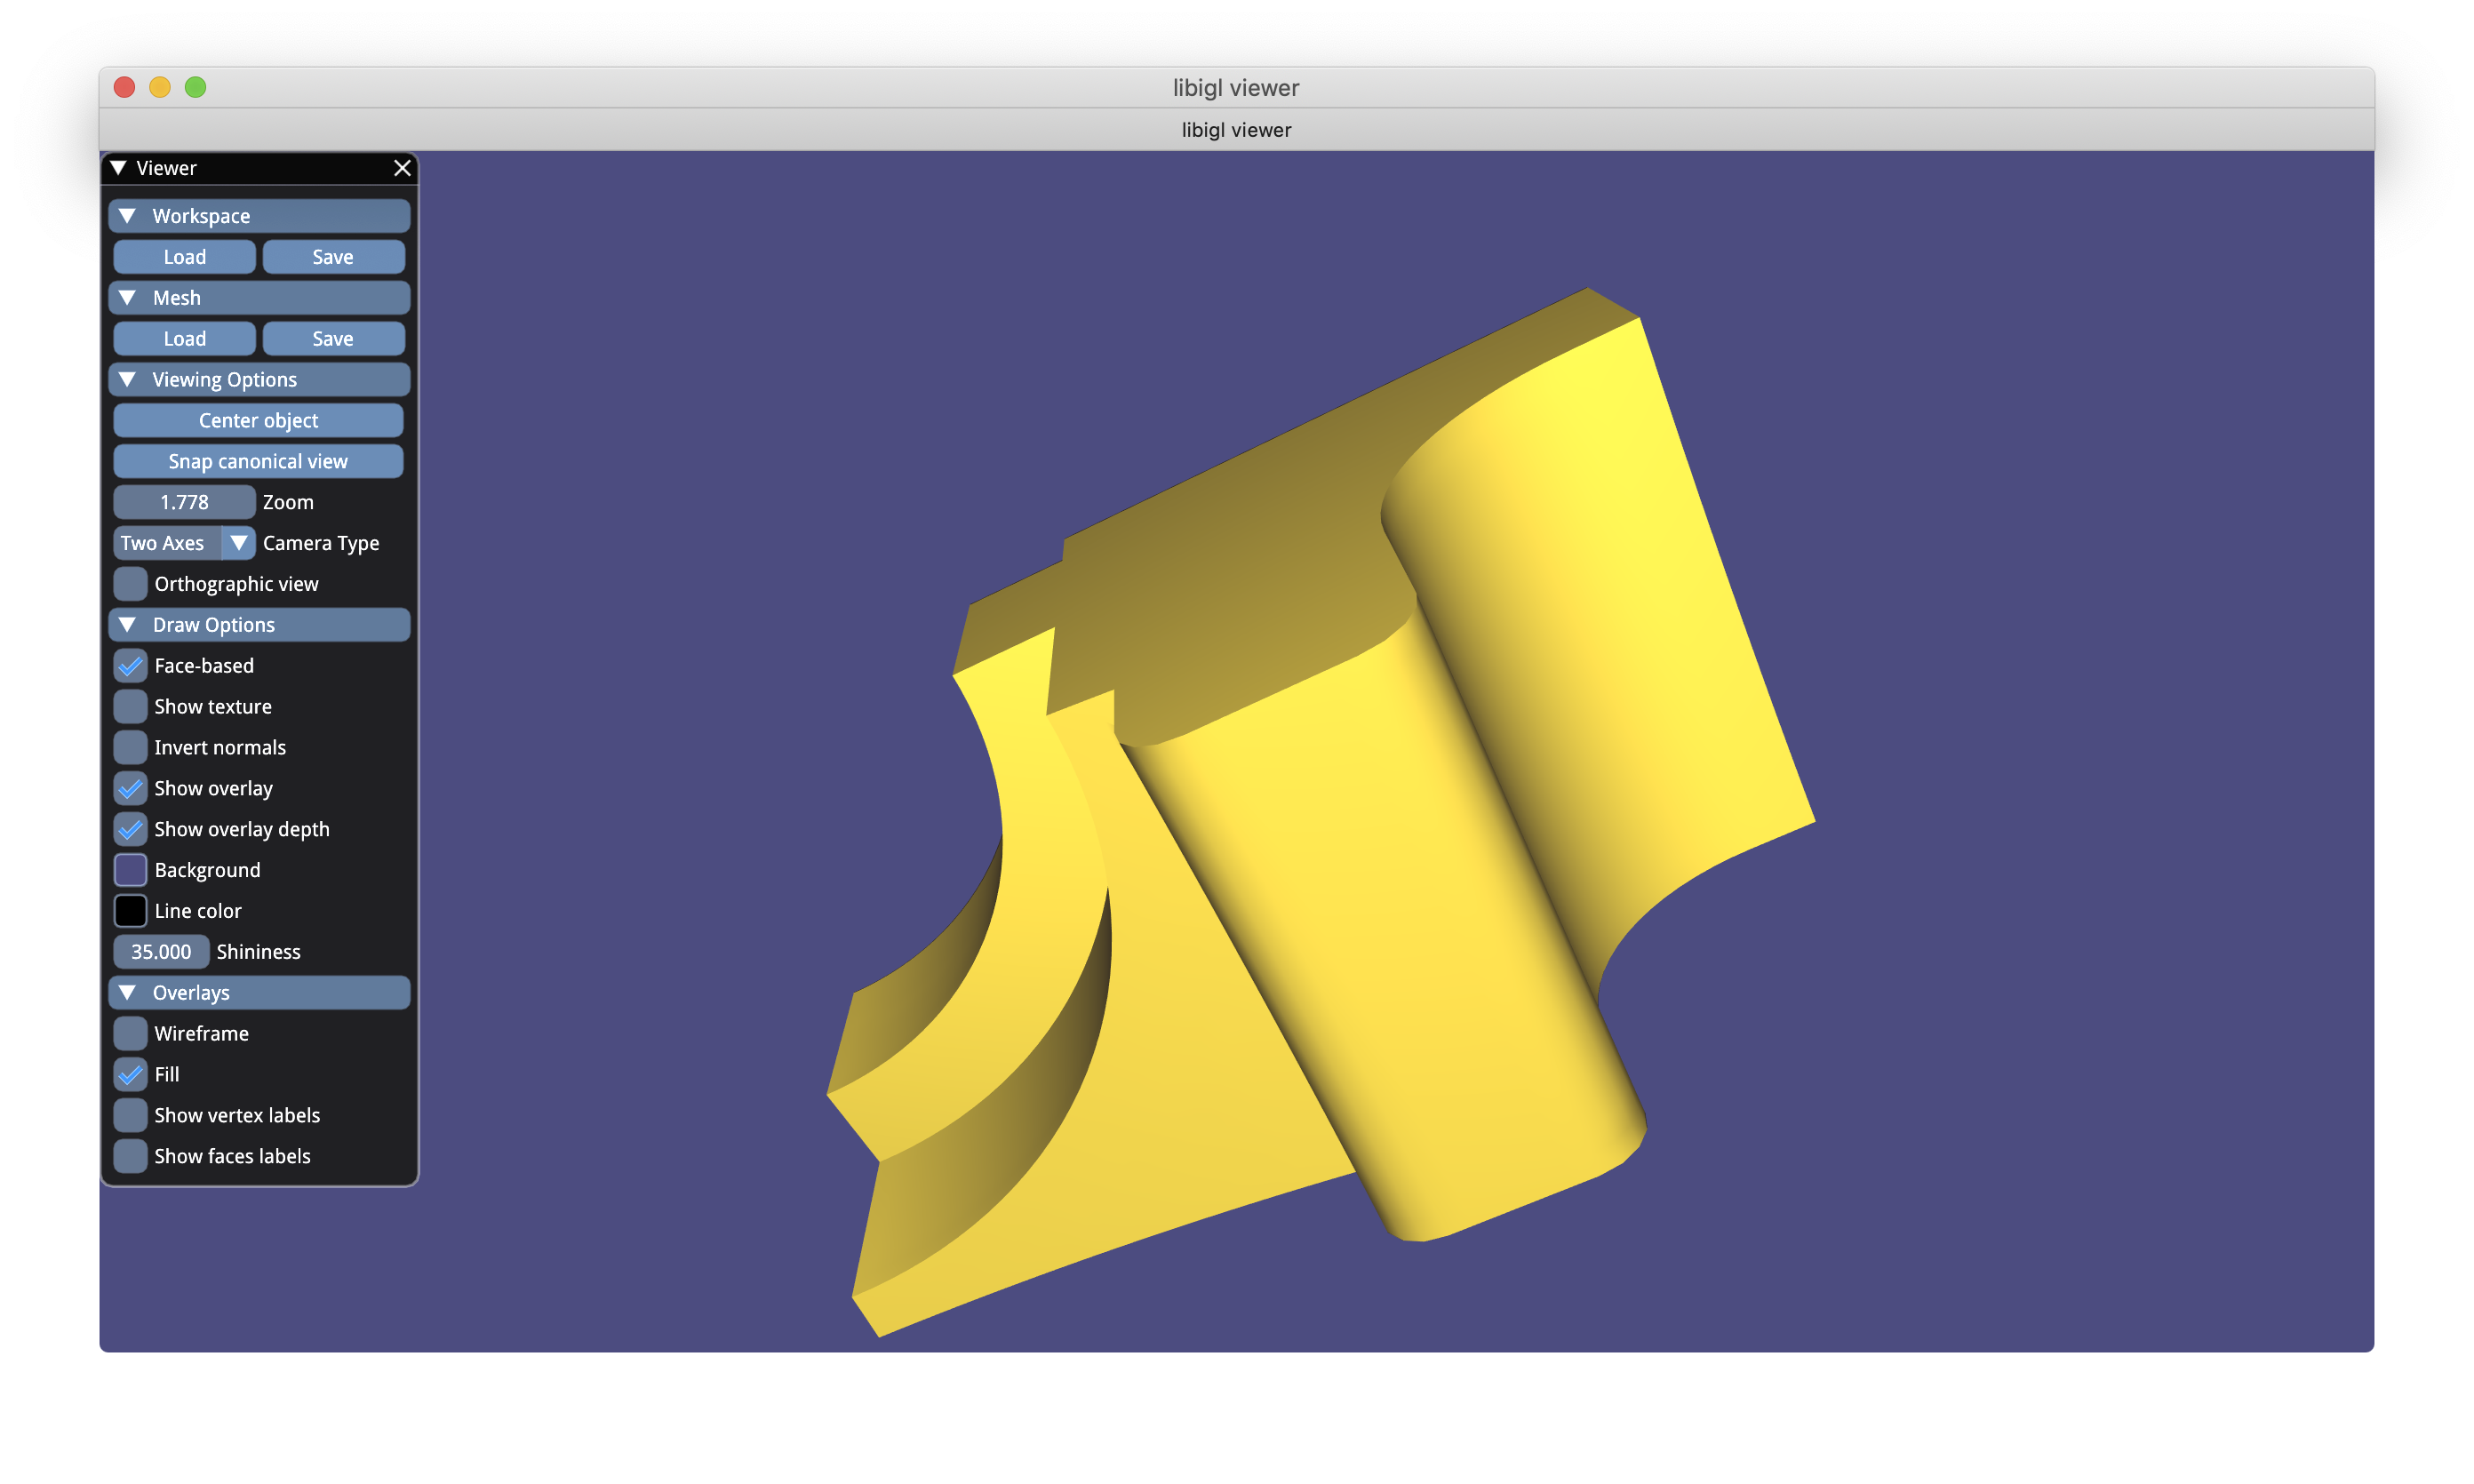 libigl viewer
libigl viewer
Viewer
Workspace
Load Save
Mesh
Load Save
Viewing Options
Center object
Snap canonical view
1.778 Zoom
Two Axes Camera Type
Orthographic view
Draw Options
Face-based
Show texture
Invert normals
Show overlay
Show overlay depth
Background
Line color
35.000 Shininess
Overlays
Wireframe
Fill
Show vertex labels
Show faces labels